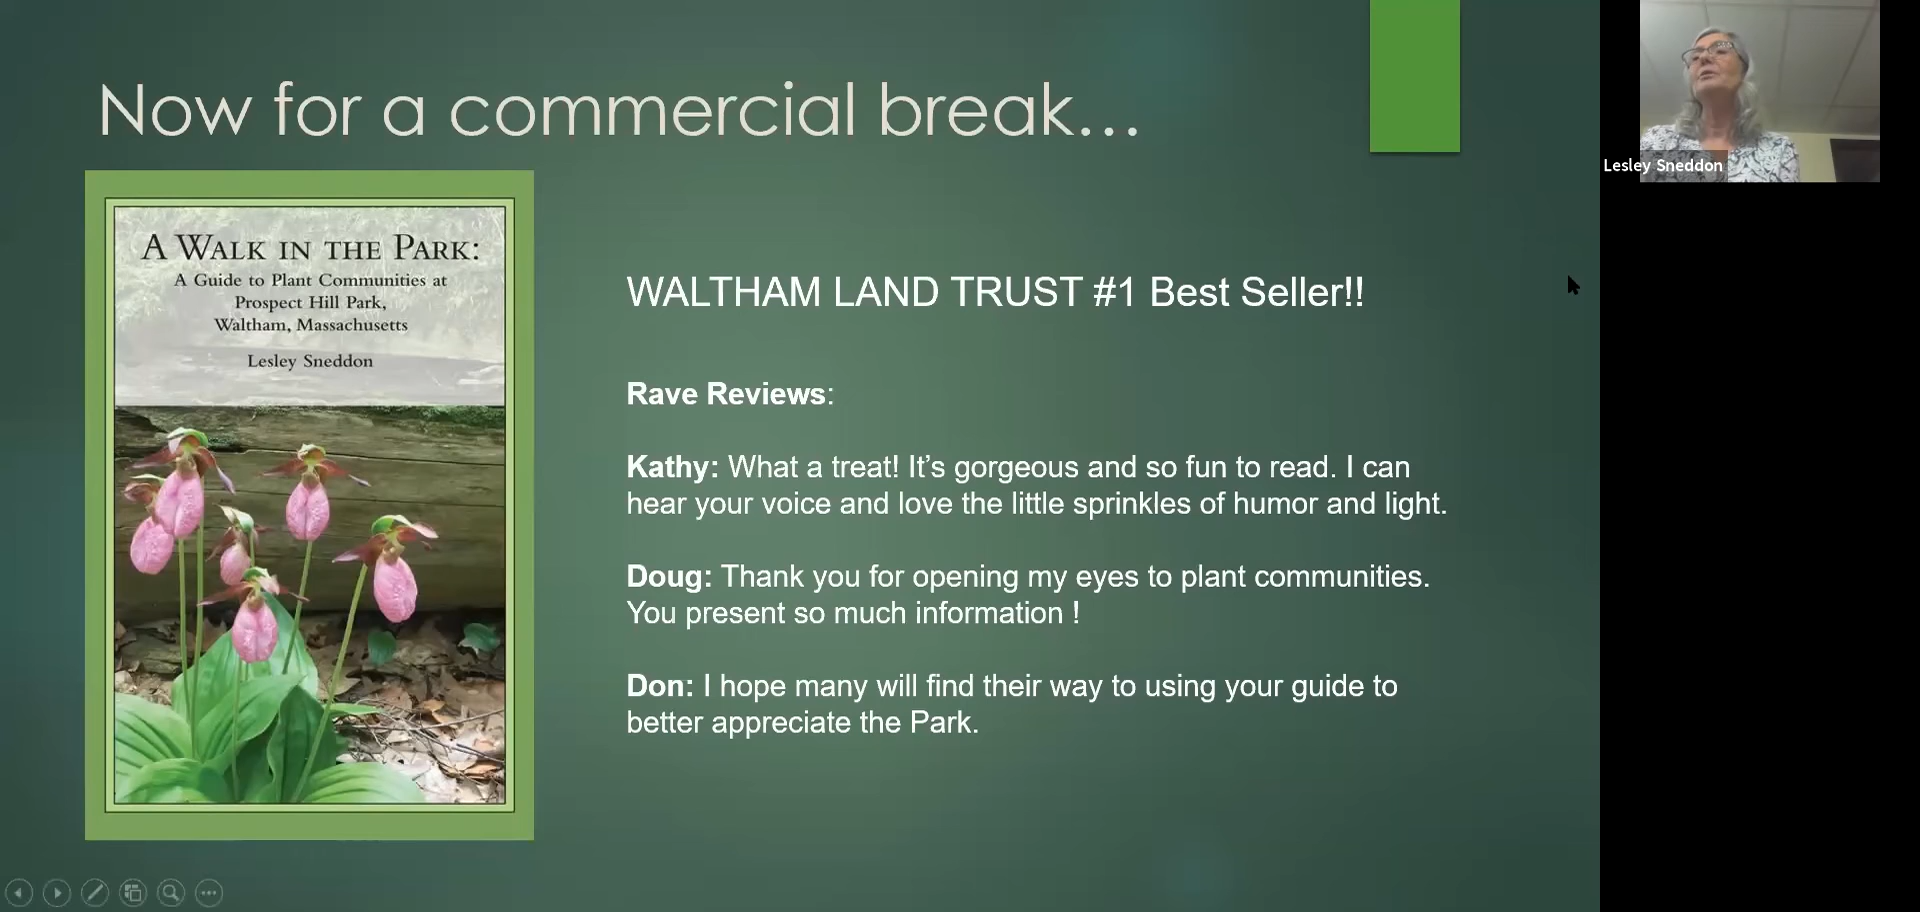 Now for a commercial break…
A Walk in the Park:
A Guide to Plant Communities at
Prospect Hill Park,
Waltham, Massachusetts
Lesley Sneddon
WALTHAM LAND TRUST #1 Best Seller!!
Rave Reviews:
Kathy: What a treat! It’s gorgeous and so fun to read. I can
hear your voice and love the little sprinkles of humor and light.
Doug: Thank you for opening my eyes to plant communities.
You present so much information !
Don: I hope many will find their way to using your guide to
better appreciate the Park.
Lesley Sneddon